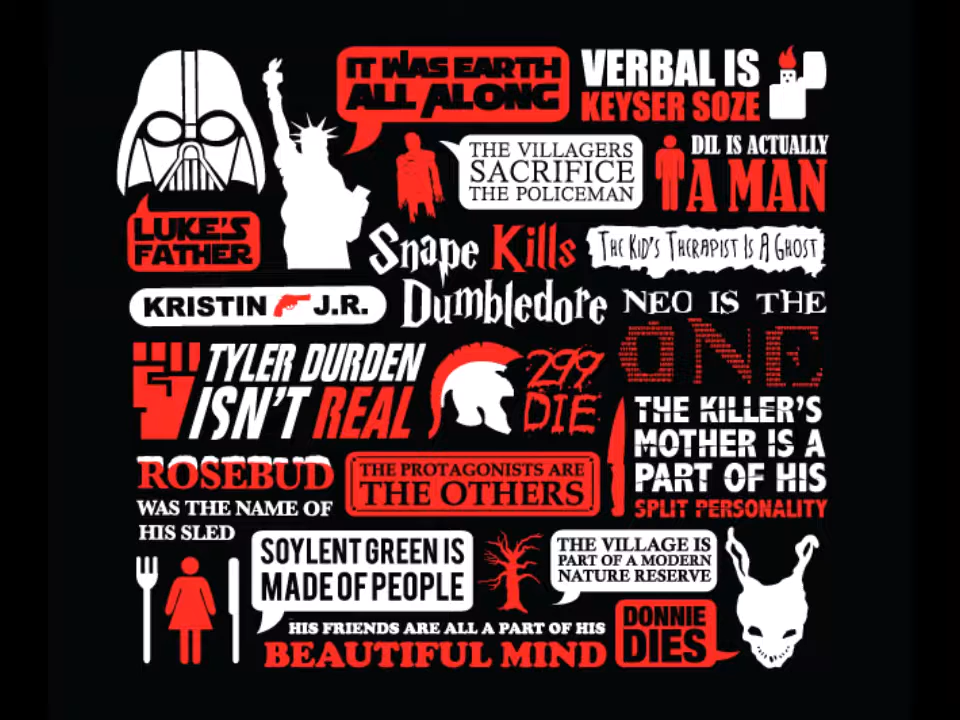 IT WAS EARTH
ALL ALONG
VERBAL IS
KEYSER SOZE
THE VILLAGERS
SACRIFICE
THE POLICEMAN
DIL IS ACTUALLY
A MAN
LUKE'S
FATHER
Snape Kills
Dumbledore
THE KID'S THERAPIST IS A GHOST
KRISTIN J.R.
NEO IS THE
ONE
TYLER DURDEN
ISN'T REAL
299
DIE
THE KILLER'S
MOTHER IS A
PART OF HIS
SPLIT PERSONALITY
ROSEBUD
WAS THE NAME OF
HIS SLED
THE PROTAGONISTS ARE
THE OTHERS
SOYLENT GREEN IS
MADE OF PEOPLE
THE VILLAGE IS
PART OF A MODERN
NATURE RESERVE
HIS FRIENDS ARE ALL A PART OF HIS
BEAUTIFUL MIND
DONNIE
DIES